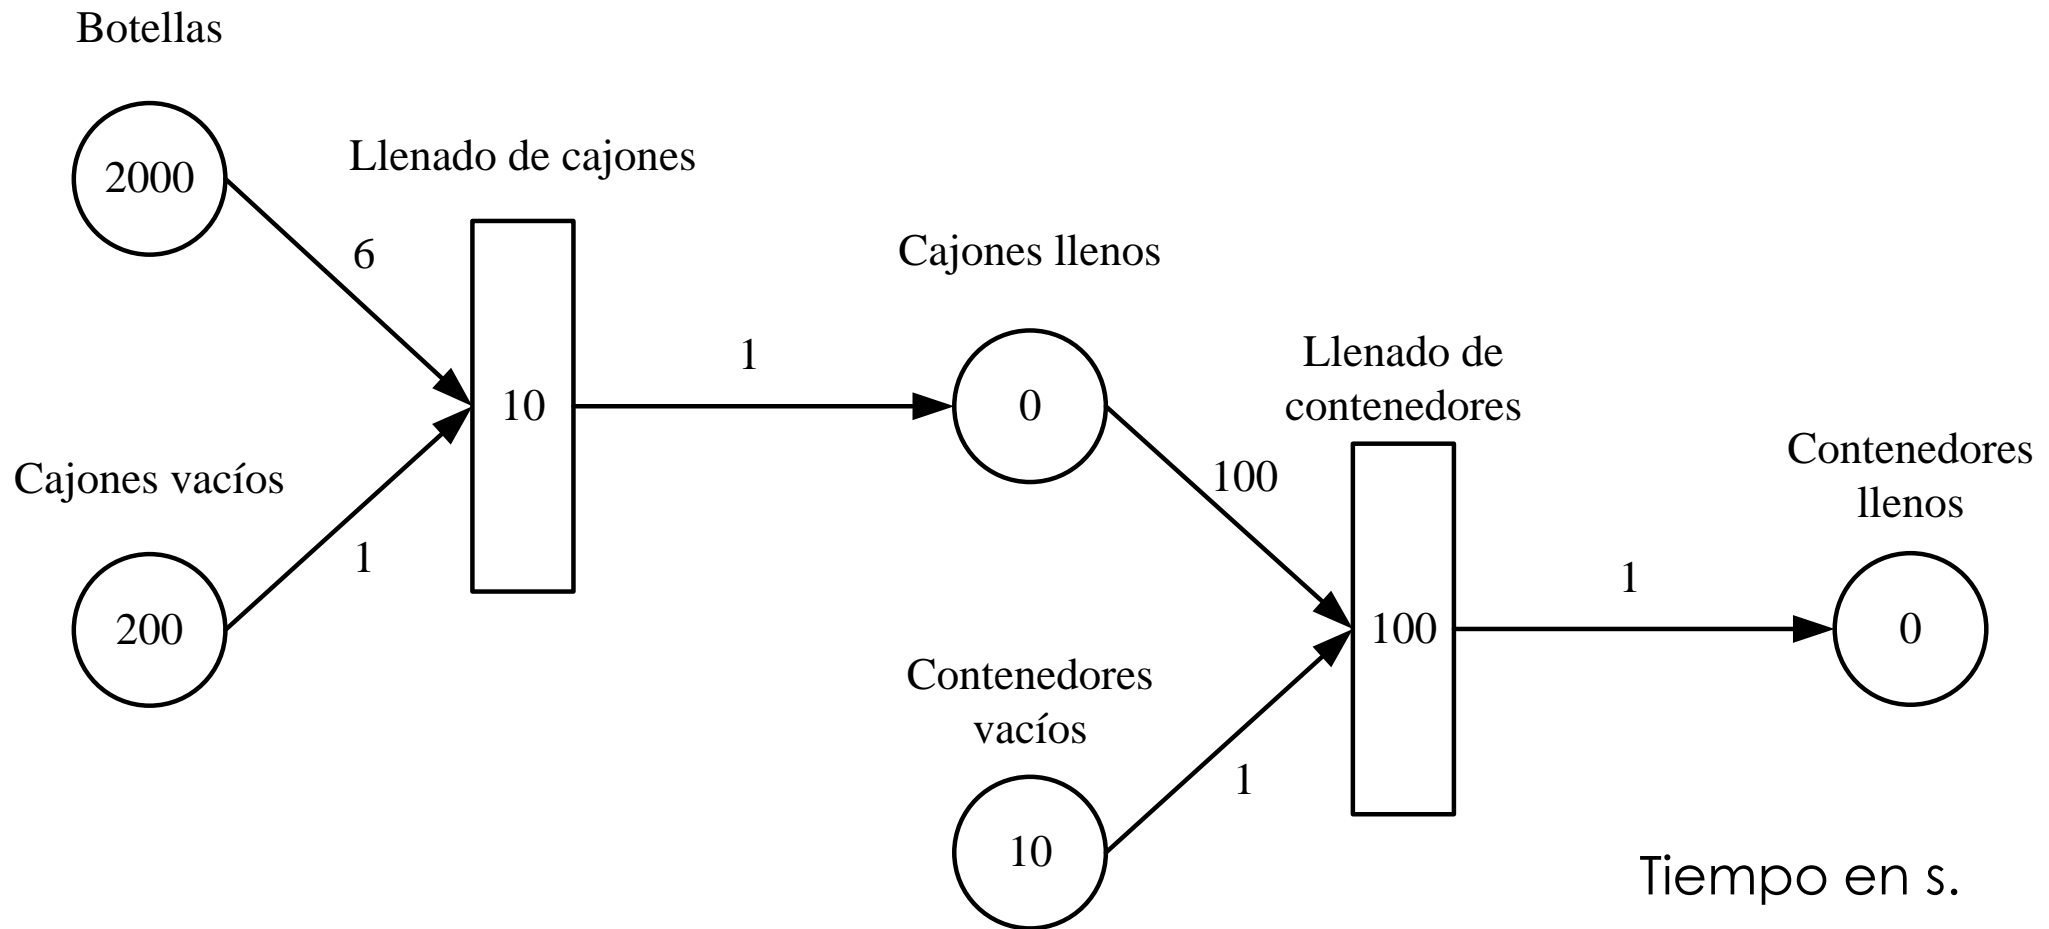 Botellas
2000
Llenado de cajones
6
10
Cajones vacíos
200
1
1
Cajones llenos
0
Llenado de
contenedores
100
100
Contenedores
vacíos
10
1
1
Contenedores
llenos
0
Tiempo en s.